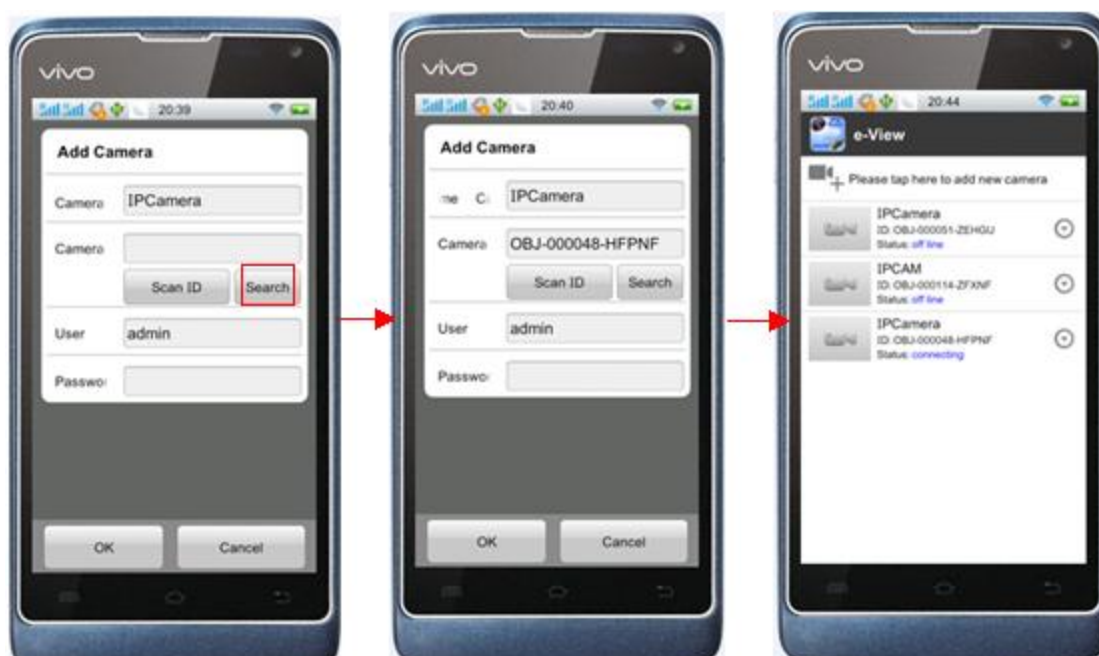 vivo
20:39
Add Camera
Camera IPCamera
Camera
Scan ID Search
User admin
Passwo
OK Cancel
vivo
20:40
Add Camera
me C IPCamera
Camera OBJ-000048-HFPNF
Scan ID Search
User admin
Passwo
OK Cancel
vivo
20:44
e-View
Please tap here to add new camera
IPCamera
ID: OBJ-000051-ZEHGU
Status: off line
IPCAM
ID: OBJ-000114-ZFXNF
Status: off line
IPCamera
ID: OBJ-000048-HFPNF
Status: connecting